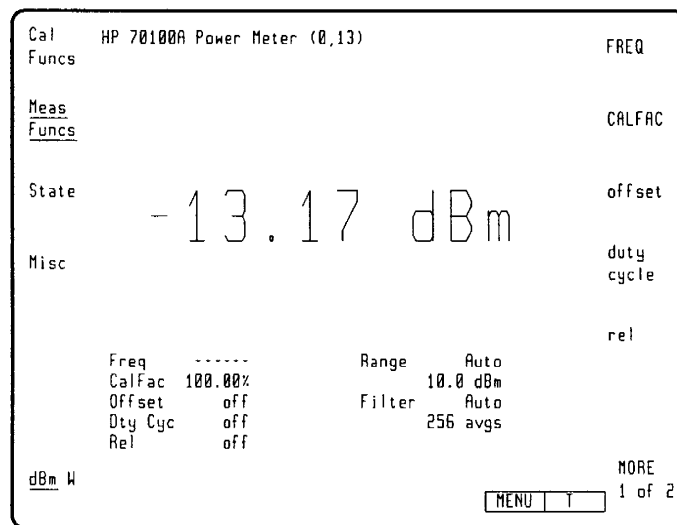 Cal
Funcs
HP 70100A Power Meter (0,13)
FREQ
Meas
Funcs
CALFAC
State
-13.17 dBm
offset
Misc
duty
cycle
rel
Freq ------
CalFac 100.00%
Offset off
Dty Cyc off
Rel off
Range Auto
10.0 dBm
Filter Auto
256 avgs
dBm W
MENU T
MORE
1 of 2